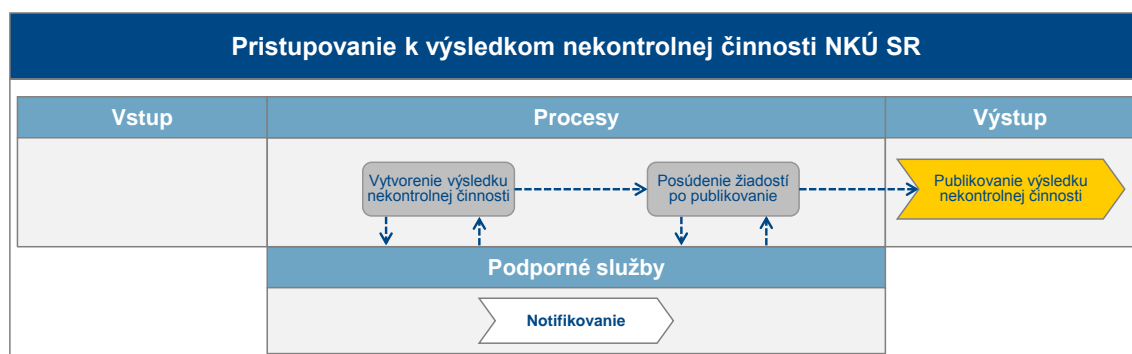 Pristupovanie k výsledkom nekontrolnej činnosti NKÚ SR
Vstup
Procesy
Výstup
Vytvorenie výsledku
nekontrolnej činnosti
Posúdenie žiadostí
po publikovanie
Publikovanie výsledku
nekontrolnej činnosti
Podporné služby
Notifikovanie